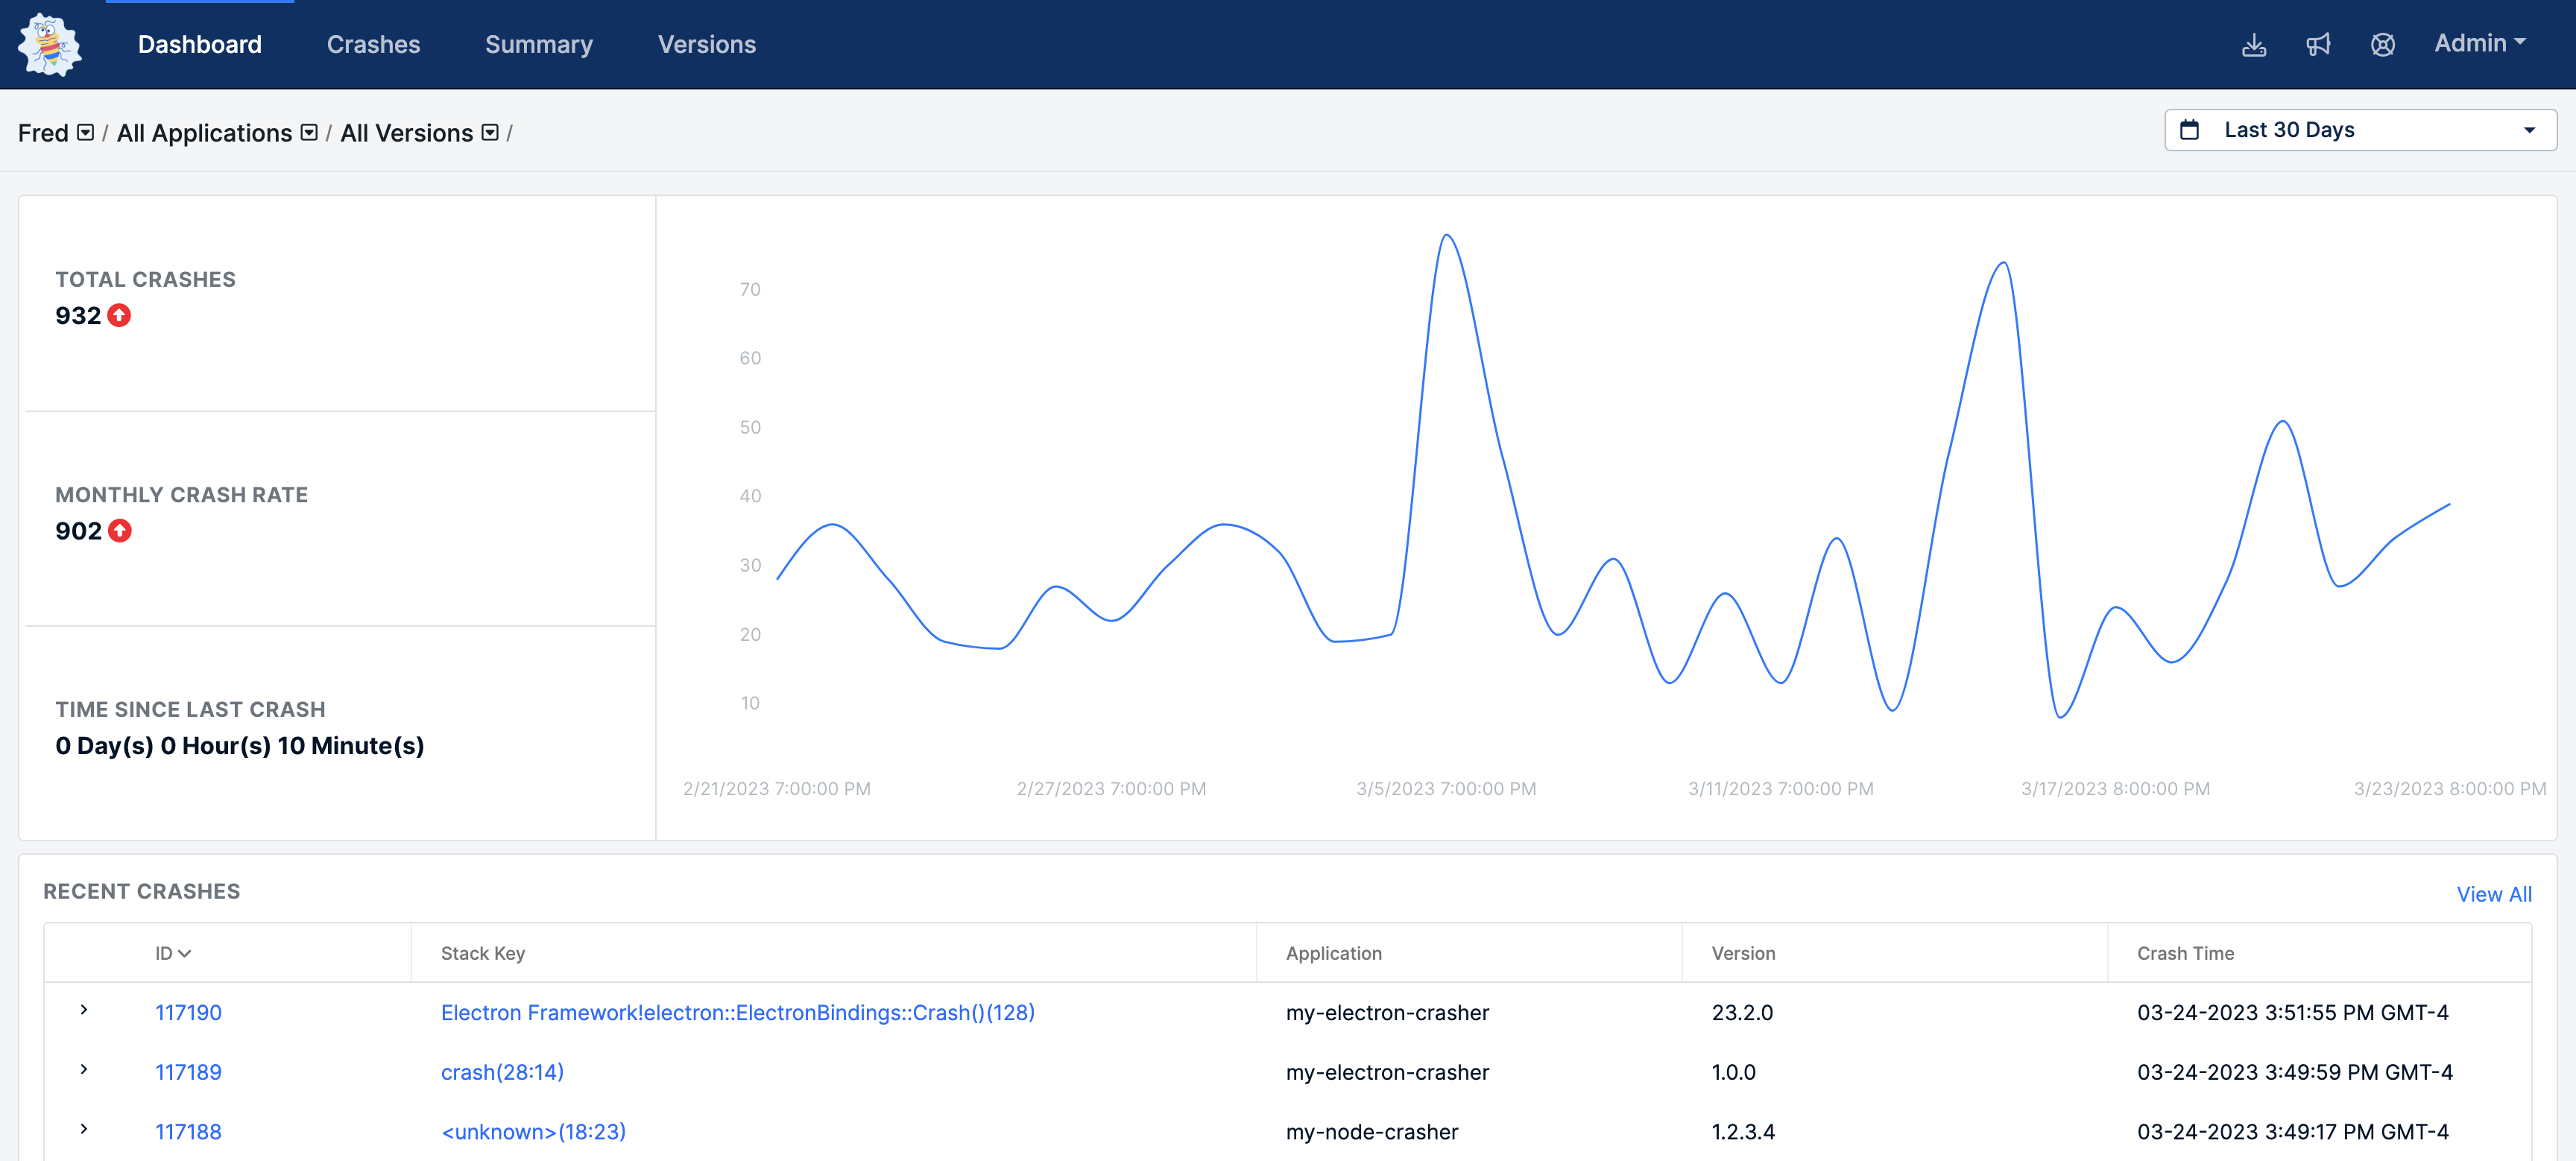 Dashboard Crashes Summary Versions Admin
Fred / All Applications / All Versions /
Last 30 Days
TOTAL CRASHES
932
MONTHLY CRASH RATE
902
TIME SINCE LAST CRASH
0 Day(s) 0 Hour(s) 10 Minute(s)
70
60
50
40
30
20
10
2/21/2023 7:00:00 PM 2/27/2023 7:00:00 PM 3/5/2023 7:00:00 PM 3/11/2023 7:00:00 PM 3/17/2023 8:00:00 PM 3/23/2023 8:00:00 PM
RECENT CRASHES View All
ID Stack Key Application Version Crash Time
117190 Electron Framework!electron::ElectronBindings::Crash()(128) my-electron-crasher 23.2.0 03-24-2023 3:51:55 PM GMT-4
117189 crash(28:14) my-electron-crasher 1.0.0 03-24-2023 3:49:59 PM GMT-4
117188 <unknown>(18:23) my-node-crasher 1.2.3.4 03-24-2023 3:49:17 PM GMT-4